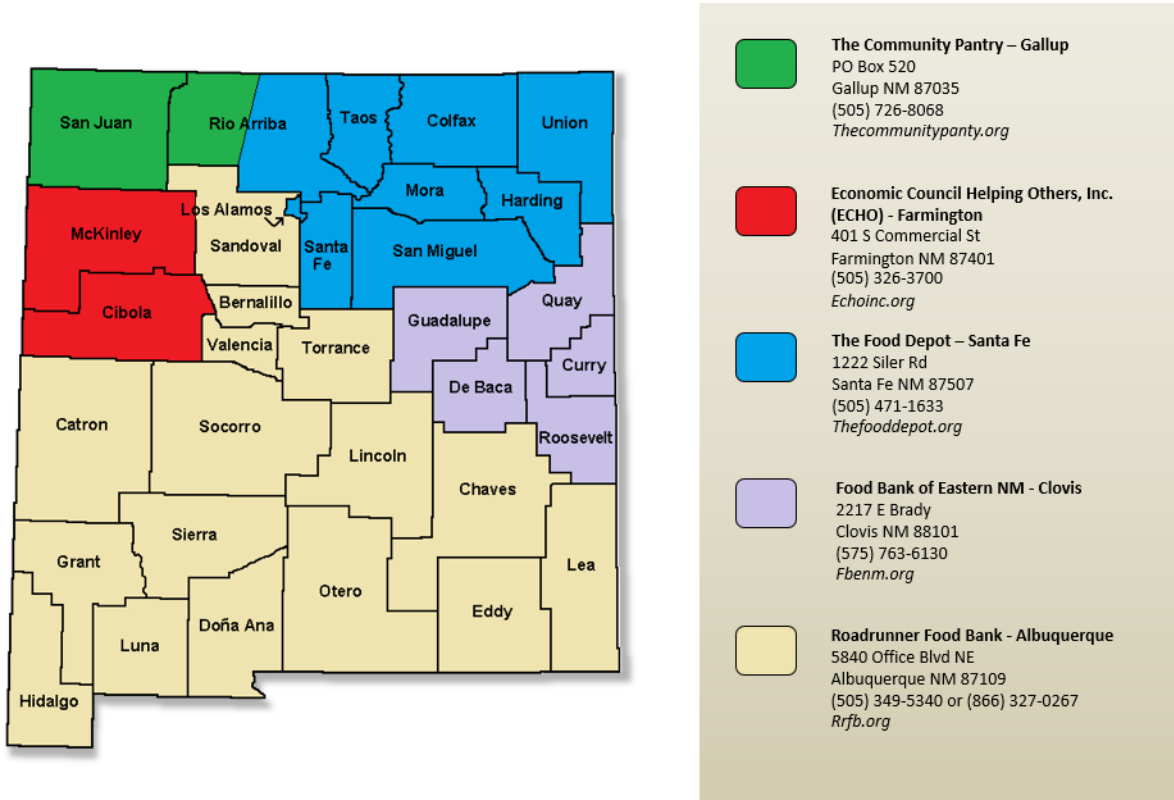 San Juan
Rio Arriba
Taos
Colfax
Union
Los Alamos
Mora
Harding
McKinley
Sandoval
Santa
Fe
San Miguel
Cibola
Bernalillo
Valencia
Torrance
Guadalupe
Quay
Curry
De Baca
Roosevelt
Catron
Socorro
Lincoln
Chaves
Sierra
Grant
Otero
Lea
Eddy
Doña Ana
Luna
Hidalgo
The Community Pantry – Gallup
PO Box 520
Gallup NM 87035
(505) 726-8068
Thecommunitypanty.org
Economic Council Helping Others, Inc.
(ECHO) - Farmington
401 S Commercial St
Farmington NM 87401
(505) 326-3700
Echoinc.org
The Food Depot – Santa Fe
1222 Siler Rd
Santa Fe NM 87507
(505) 471-1633
Thefooddepot.org
Food Bank of Eastern NM - Clovis
2217 E Brady
Clovis NM 88101
(575) 763-6130
Fbenm.org
Roadrunner Food Bank - Albuquerque
5840 Office Blvd NE
Albuquerque NM 87109
(505) 349-5340 or (866) 327-0267
Rrfb.org